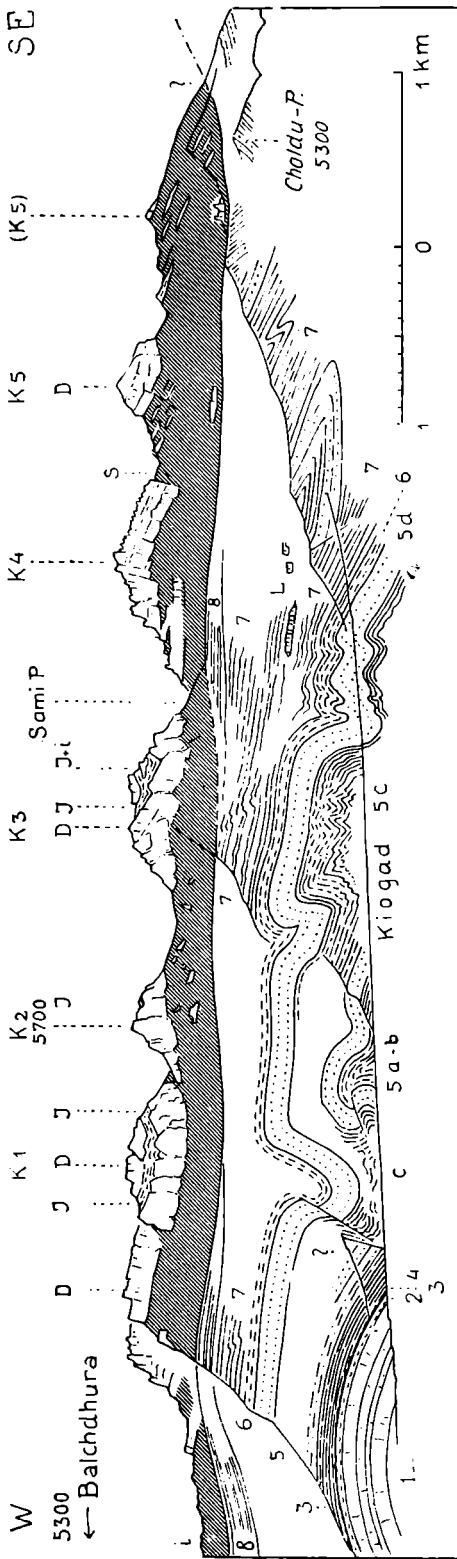 W SE
K1 K2 K3 K4 K5 (K5)
5300 5700
← Balchdhura
D J D J J D J J+i Sami P. S D ?
i
8 7 7 8
6 7 L
5 7 7
3 ? Choldu-P.
5300
1 2 4 c 5a-b Kiogad 5c 5d 6 7
3
1 0 1 km